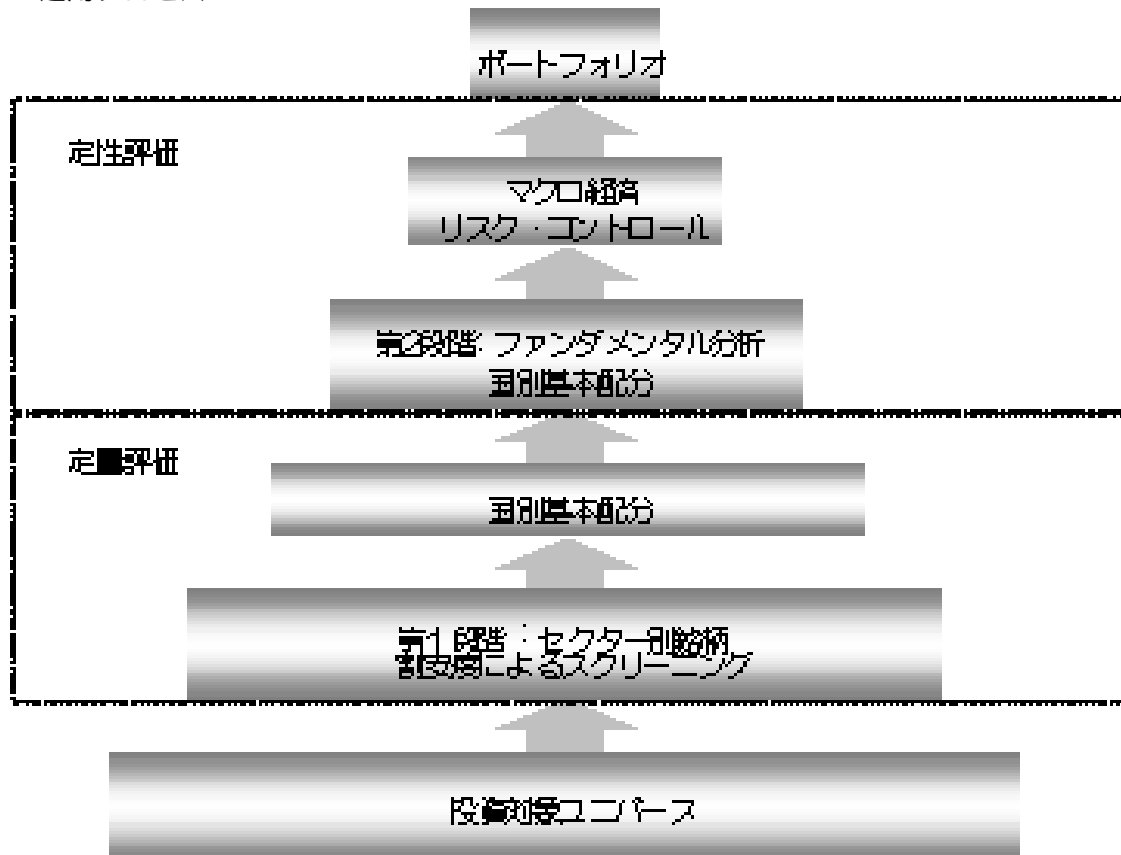 ポートフォリオ
定性評価
マクロ経済
リスク・コントロール
第2段階：ファンダメンタル分析
国別基本配分
定量評価
国別基本配分
第1段階：セクター別銘柄
割安度によるスクリーニング
投資対象ユニバース